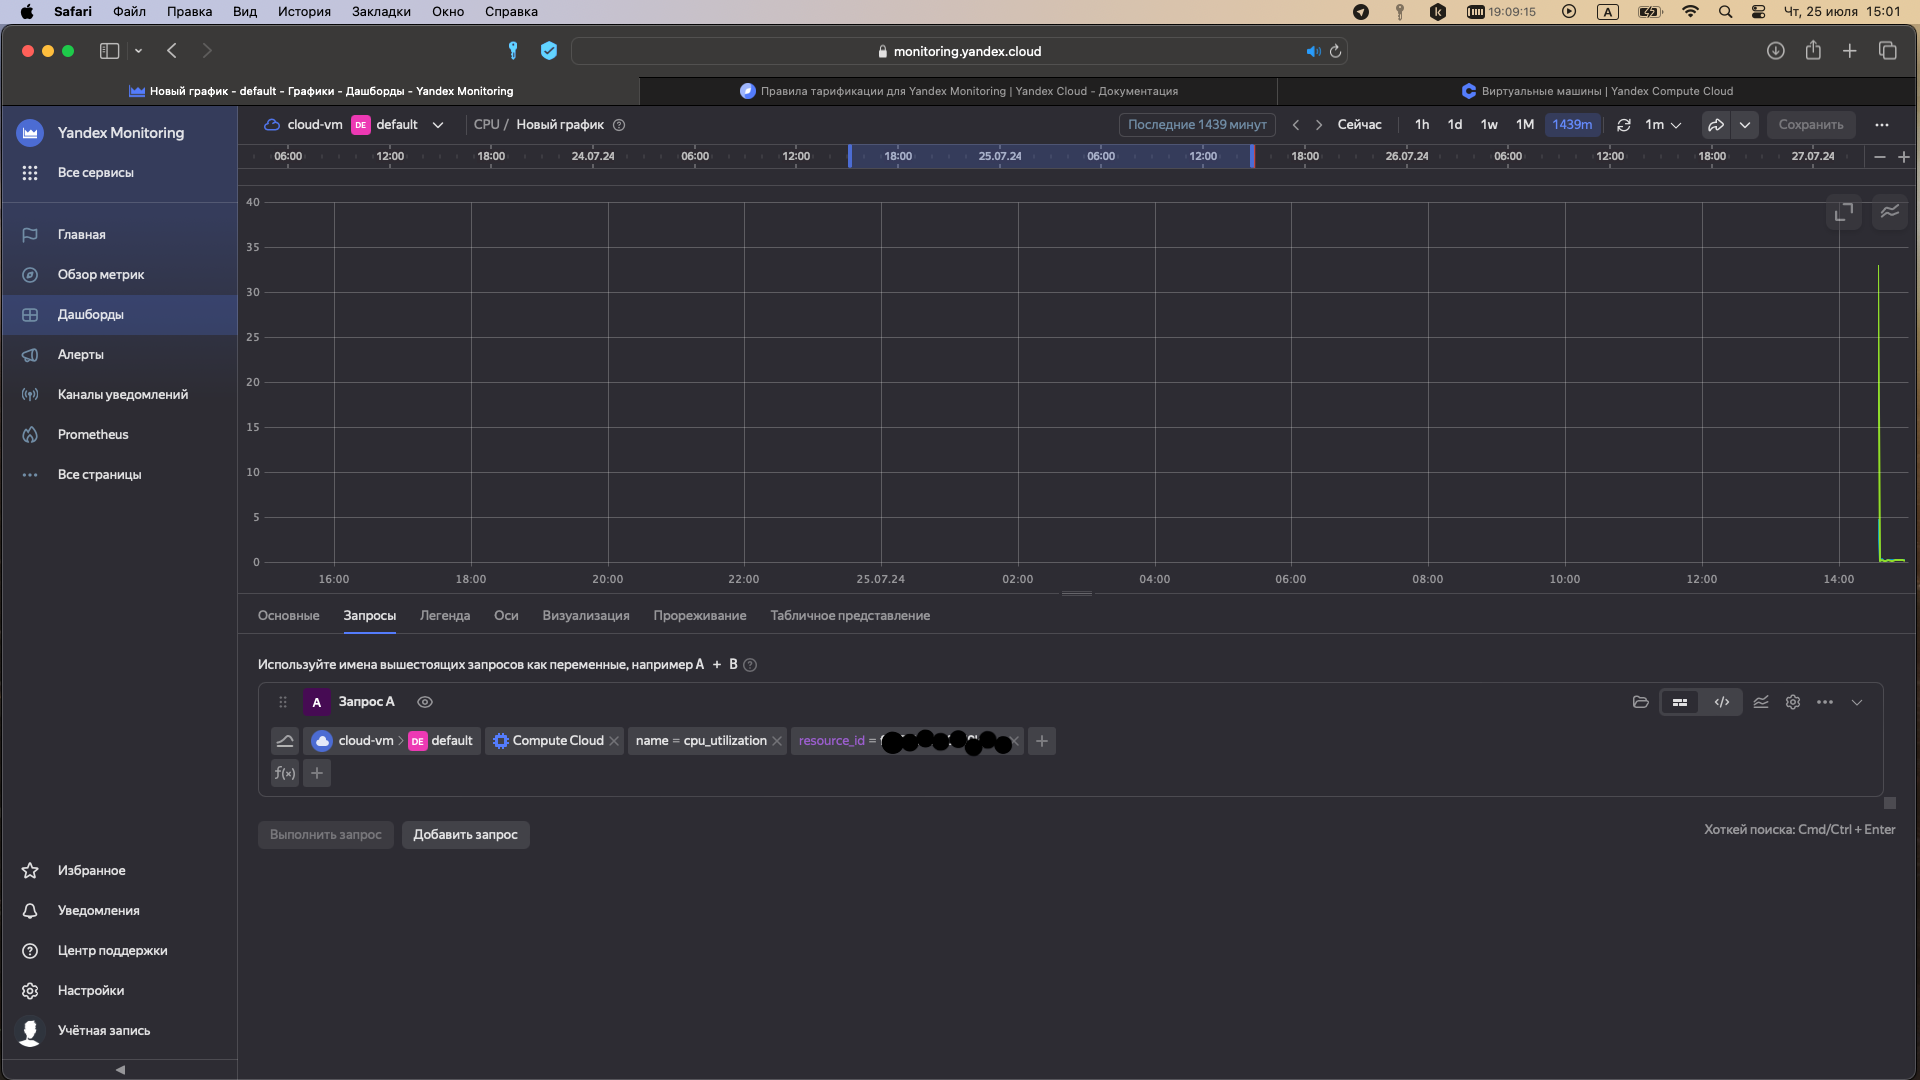 Safari Файл Правка Вид История Закладки Окно Справка 19:09:15 A Чт, 25 июля 15:01
monitoring.yandex.cloud
Новый график - default - Графики - Дашборды - Yandex Monitoring
Правила тарификации для Yandex Monitoring | Yandex Cloud - Документация
Виртуальные машины | Yandex Compute Cloud
Yandex Monitoring
Все сервисы
Главная
Обзор метрик
Дашборды
Алерты
Каналы уведомлений
Prometheus
Все страницы
Избранное
Уведомления
Центр поддержки
Настройки
Учётная запись
cloud-vm DE default CPU / Новый график
Последние 1439 минут Сейчас 1h 1d 1w 1M 1439m 1m Сохранить
06:00 12:00 18:00 24.07.24 06:00 12:00 18:00 25.07.24 06:00 12:00 18:00 26.07.24 06:00 12:00 18:00 27.07.24
40
35
30
25
20
15
10
5
0
16:00 18:00 20:00 22:00 25.07.24 02:00 04:00 06:00 08:00 10:00 12:00 14:00
Основные Запросы Легенда Оси Визуализация Прореживание Табличное представление
Используйте имена вышестоящих запросов как переменные, например A + B
A Запрос A
cloud-vm > DE default Compute Cloud name = cpu_utilization resource_id =
f(x)
Выполнить запрос Добавить запрос
Хоткей поиска: Cmd/Ctrl + Enter